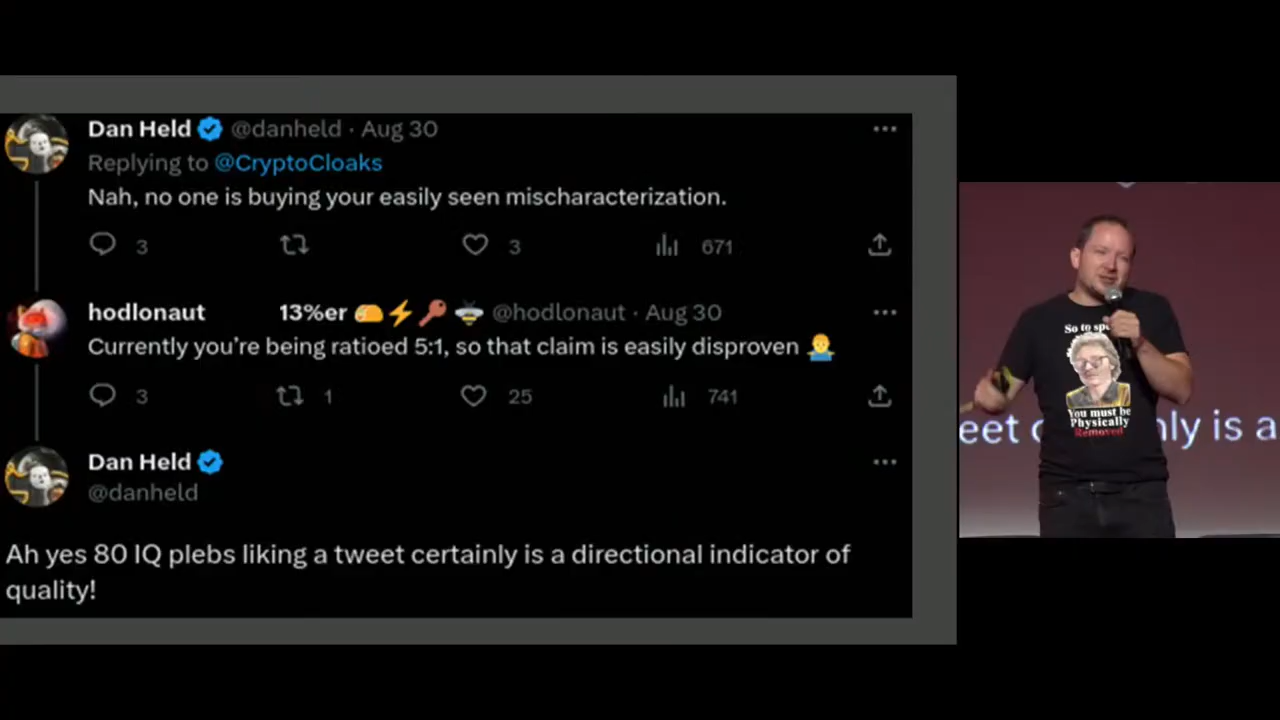 Dan Held @danheld · Aug 30
Replying to @CryptoCloaks
Nah, no one is buying your easily seen mischaracterization.
3 3 671
hodlonaut 13%er 🌮⚡🔑🐝 @hodlonaut · Aug 30
Currently you're being ratioed 5:1, so that claim is easily disproven 🤷‍♂️
3 1 25 741
Dan Held
@danheld
Ah yes 80 IQ plebs liking a tweet certainly is a directional indicator of
quality!
So to
You must be
Physically
Removed
is a